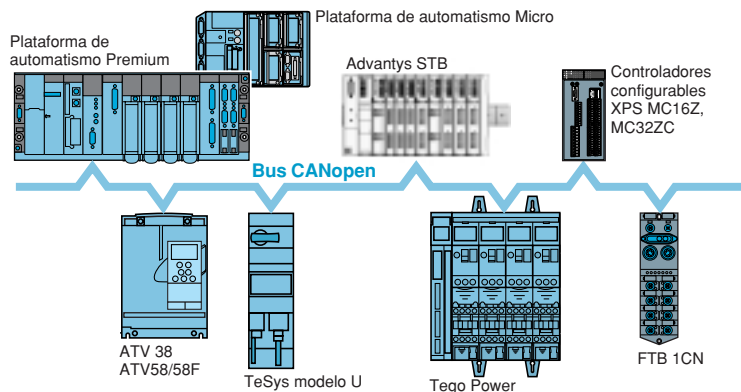 Plataforma de automatismo Micro
Plataforma de
automatismo Premium
Advantys STB
Controladores
configurables
XPS MC16Z,
MC32ZC
Bus CANopen
ATV 38
ATV58/58F
TeSys modelo U
Tego Power
FTB 1CN